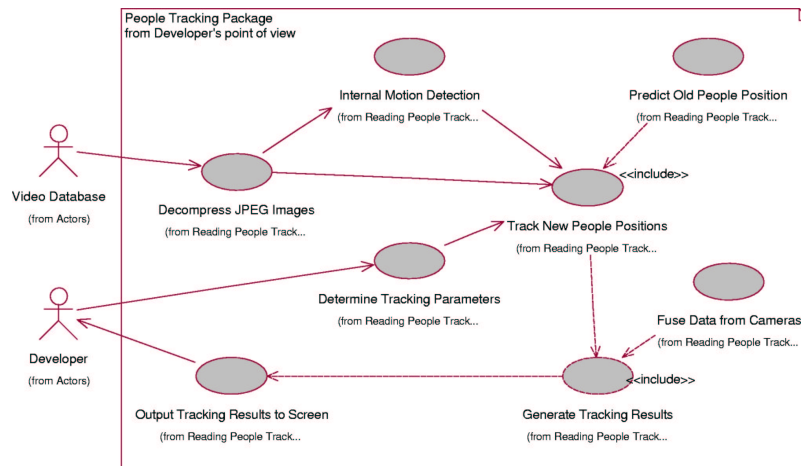 People Tracking Package
from Developer's point of view
Internal Motion Detection
(from Reading People Track...
Predict Old People Position
(from Reading People Track...
Video Database
(from Actors)
Decompress JPEG Images
(from Reading People Track...
<<include>>
Track New People Positions
(from Reading People Track...
Determine Tracking Parameters
(from Reading People Track...
Fuse Data from Cameras
(from Reading People Track...
Developer
(from Actors)
Output Tracking Results to Screen
(from Reading People Track...
<<include>>
Generate Tracking Results
(from Reading People Track...